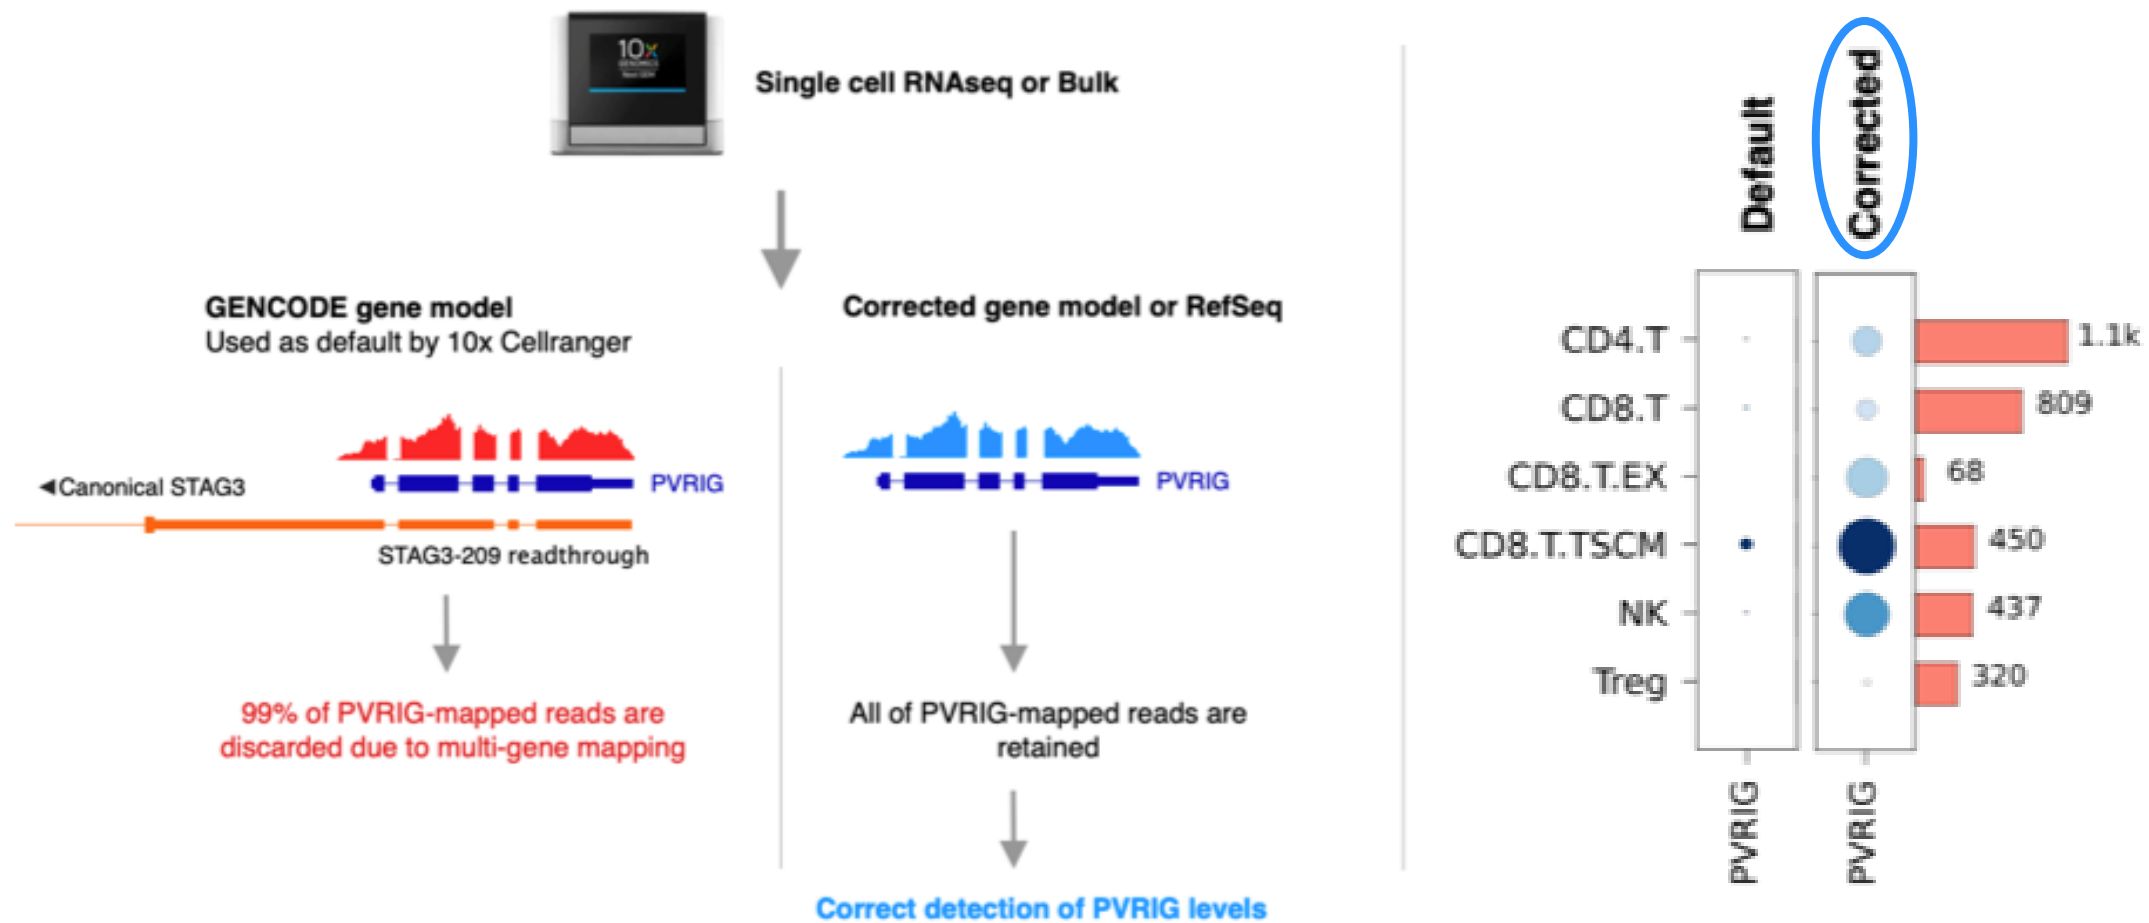 10x
GENOMICS
Next GEM
Single cell RNAseq or Bulk
GENCODE gene model
Used as default by 10x Cellranger
Corrected gene model or RefSeq
PVRIG
◄Canonical STAG3
STAG3-209 readthrough
PVRIG
99% of PVRIG-mapped reads are
discarded due to multi-gene mapping
All of PVRIG-mapped reads are
retained
Correct detection of PVRIG levels
Default
Corrected
CD4.T
1.1k
CD8.T
809
CD8.T.EX
68
CD8.T.TSCM
450
NK
437
Treg
320
PVRIG
PVRIG